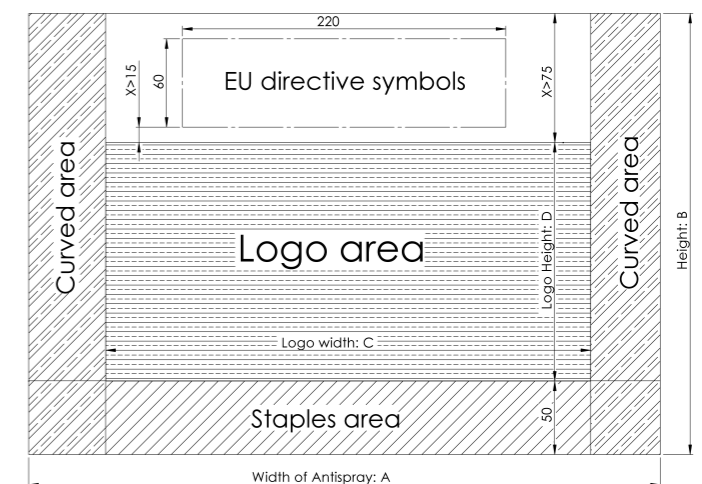 220
X>15
60
EU directive symbols
X>75
Curved area
Logo area
Logo Height: D
Curved area
Height: B
Logo width: C
Staples area
50
Width of Antispray: A